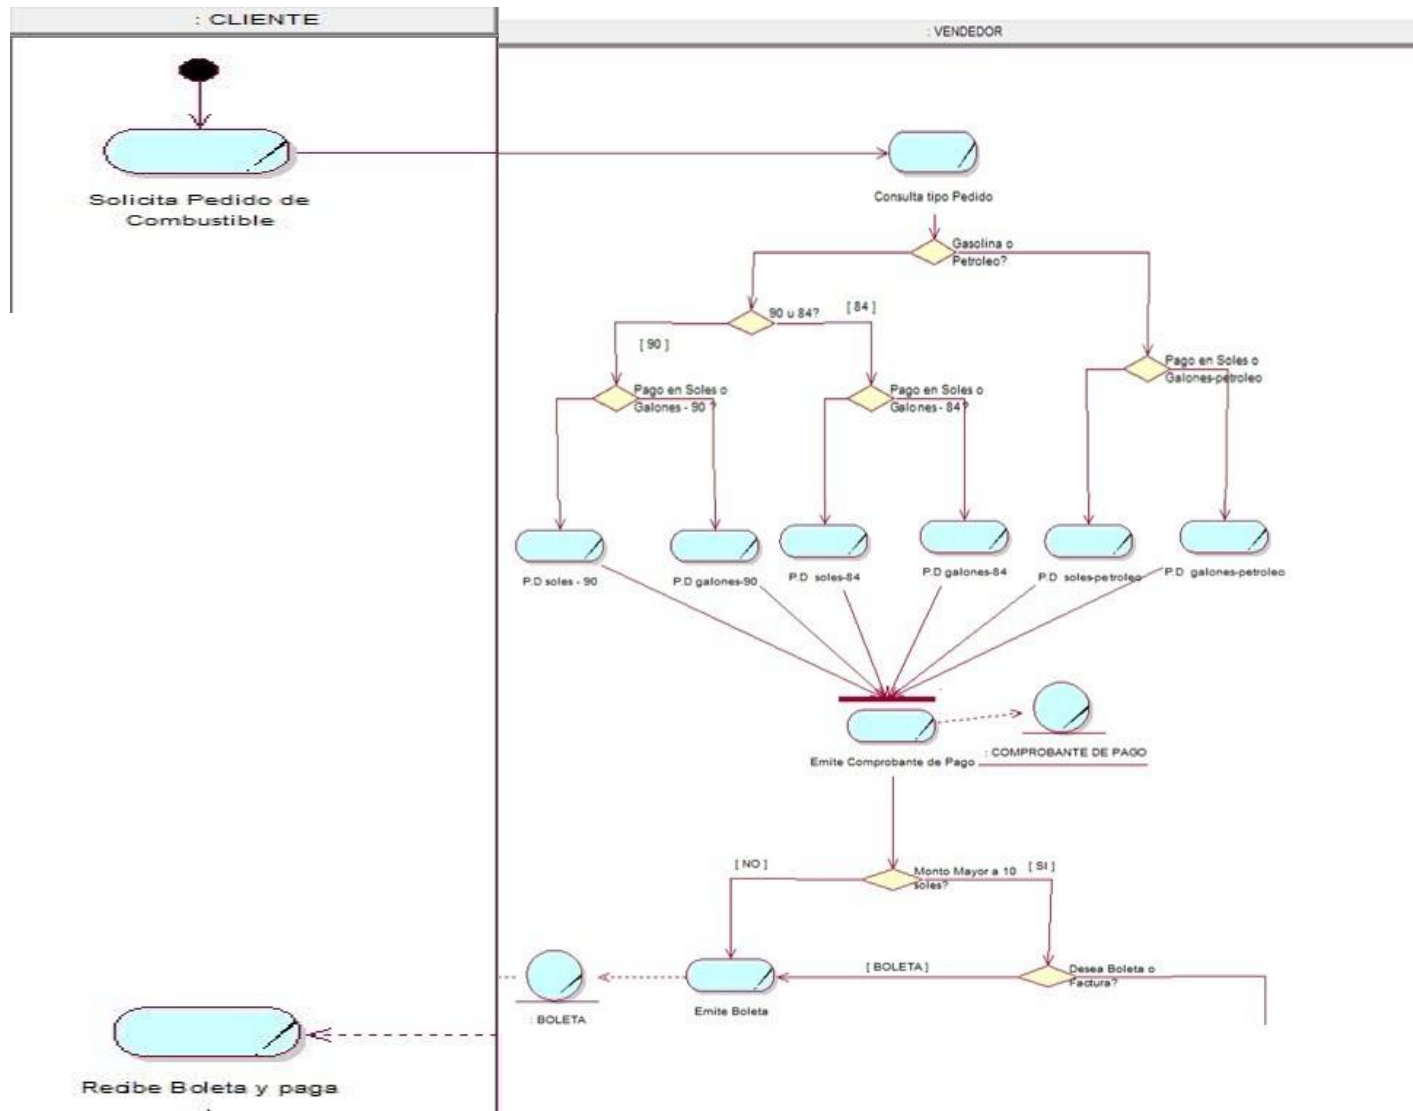 : CLIENTE
: VENDEDOR
Solicita Pedido de
Combustible
Consulta tipo Pedido
Gasolina o
Petroleo?
90 u 84?
[ 84 ]
[ 90 ]
Pago en Soles o
Galones - 90 ?
Pago en Soles o
Galones - 84?
Pago en Soles o
Galones-petroleo
P.D soles - 90
P.D galones-90
P.D soles-84
P.D galones-84
P.D soles-petroleo
P.D galones-petroleo
Emite Comprobante de Pago
: COMPROBANTE DE PAGO
[ NO ]
Monto Mayor a 10
soles?
[ SI ]
[ BOLETA ]
Desea Boleta o
Factura?
: BOLETA
Emite Boleta
Recibe Boleta y paga